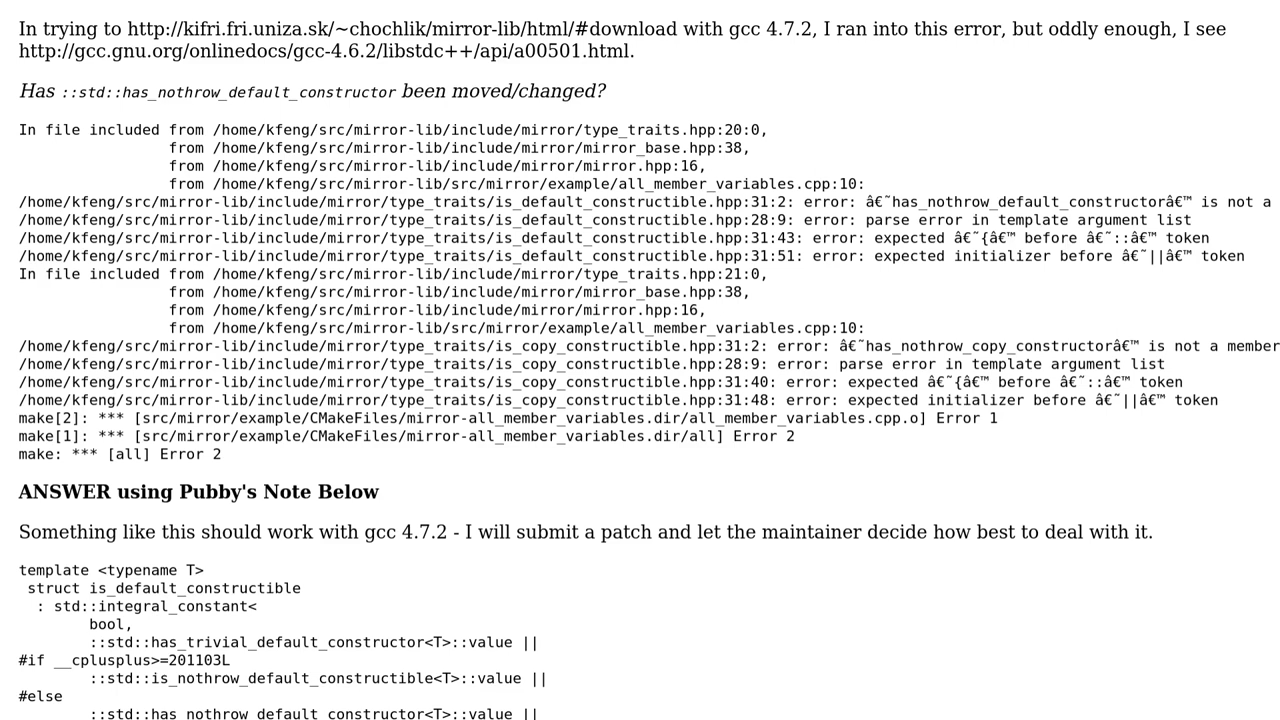 In trying to http://kifri.fri.uniza.sk/~chochlik/mirror-lib/html/#download with gcc 4.7.2, I ran into this error, but oddly enough, I see
http://gcc.gnu.org/onlinedocs/gcc-4.6.2/libstdc++/api/a00501.html.
Has ::std::has_nothrow_default_constructor been moved/changed?
In file included from /home/kfeng/src/mirror-lib/include/mirror/type_traits.hpp:20:0,
                 from /home/kfeng/src/mirror-lib/include/mirror/mirror_base.hpp:38,
                 from /home/kfeng/src/mirror-lib/include/mirror/mirror.hpp:16,
                 from /home/kfeng/src/mirror-lib/src/mirror/example/all_member_variables.cpp:10:
/home/kfeng/src/mirror-lib/include/mirror/type_traits/is_default_constructible.hpp:31:2: error: â€˜has_nothrow_default_constructorâ€™ is not a
/home/kfeng/src/mirror-lib/include/mirror/type_traits/is_default_constructible.hpp:28:9: error: parse error in template argument list
/home/kfeng/src/mirror-lib/include/mirror/type_traits/is_default_constructible.hpp:31:43: error: expected â€˜{â€™ before â€˜::â€™ token
/home/kfeng/src/mirror-lib/include/mirror/type_traits/is_default_constructible.hpp:31:51: error: expected initializer before â€˜||â€™ token
In file included from /home/kfeng/src/mirror-lib/include/mirror/type_traits.hpp:21:0,
                 from /home/kfeng/src/mirror-lib/include/mirror/mirror_base.hpp:38,
                 from /home/kfeng/src/mirror-lib/include/mirror/mirror.hpp:16,
                 from /home/kfeng/src/mirror-lib/src/mirror/example/all_member_variables.cpp:10:
/home/kfeng/src/mirror-lib/include/mirror/type_traits/is_copy_constructible.hpp:31:2: error: â€˜has_nothrow_copy_constructorâ€™ is not a member
/home/kfeng/src/mirror-lib/include/mirror/type_traits/is_copy_constructible.hpp:28:9: error: parse error in template argument list
/home/kfeng/src/mirror-lib/include/mirror/type_traits/is_copy_constructible.hpp:31:40: error: expected â€˜{â€™ before â€˜::â€™ token
/home/kfeng/src/mirror-lib/include/mirror/type_traits/is_copy_constructible.hpp:31:48: error: expected initializer before â€˜||â€™ token
make[2]: *** [src/mirror/example/CMakeFiles/mirror-all_member_variables.dir/all_member_variables.cpp.o] Error 1
make[1]: *** [src/mirror/example/CMakeFiles/mirror-all_member_variables.dir/all] Error 2
make: *** [all] Error 2
ANSWER using Pubby's Note Below
Something like this should work with gcc 4.7.2 - I will submit a patch and let the maintainer decide how best to deal with it.
template <typename T>
 struct is_default_constructible
  : std::integral_constant<
        bool,
        ::std::has_trivial_default_constructor<T>::value ||
#if __cplusplus>=201103L
        ::std::is_nothrow_default_constructible<T>::value ||
#else
        ::std::has_nothrow_default_constructor<T>::value ||